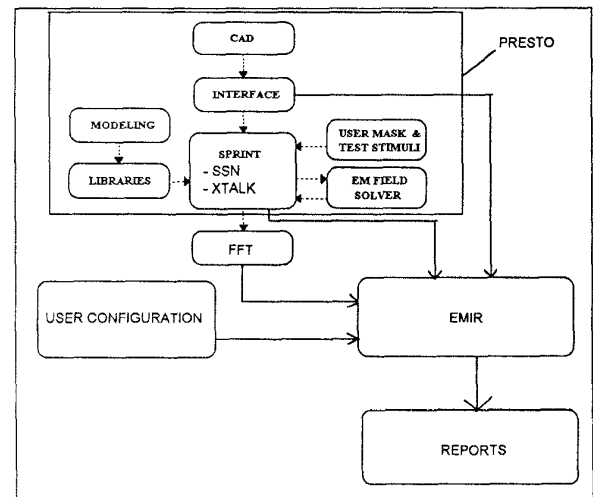 CAD
PRESTO
INTERFACE
MODELING
USER MASK &
TEST STIMULI
SPRINT
- SSN
- XTALK
LIBRARIES
EM FIELD
SOLVER
FFT
USER CONFIGURATION
EMIR
REPORTS